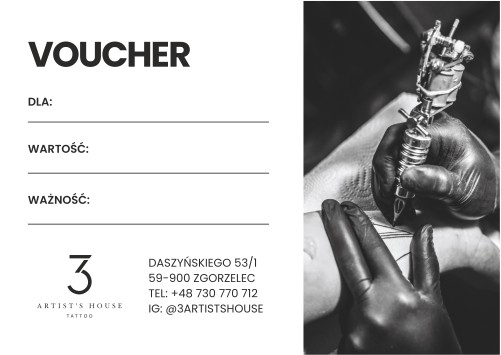 VOUCHER
DLA:
WARTOŚĆ:
WAŻNOŚĆ:
3
ARTIST'S HOUSE
TATTOO
DASZYŃSKIEGO 53/1
59-900 ZGORZELEC
TEL: +48 730 770 712
IG: @3ARTISTSHOUSE